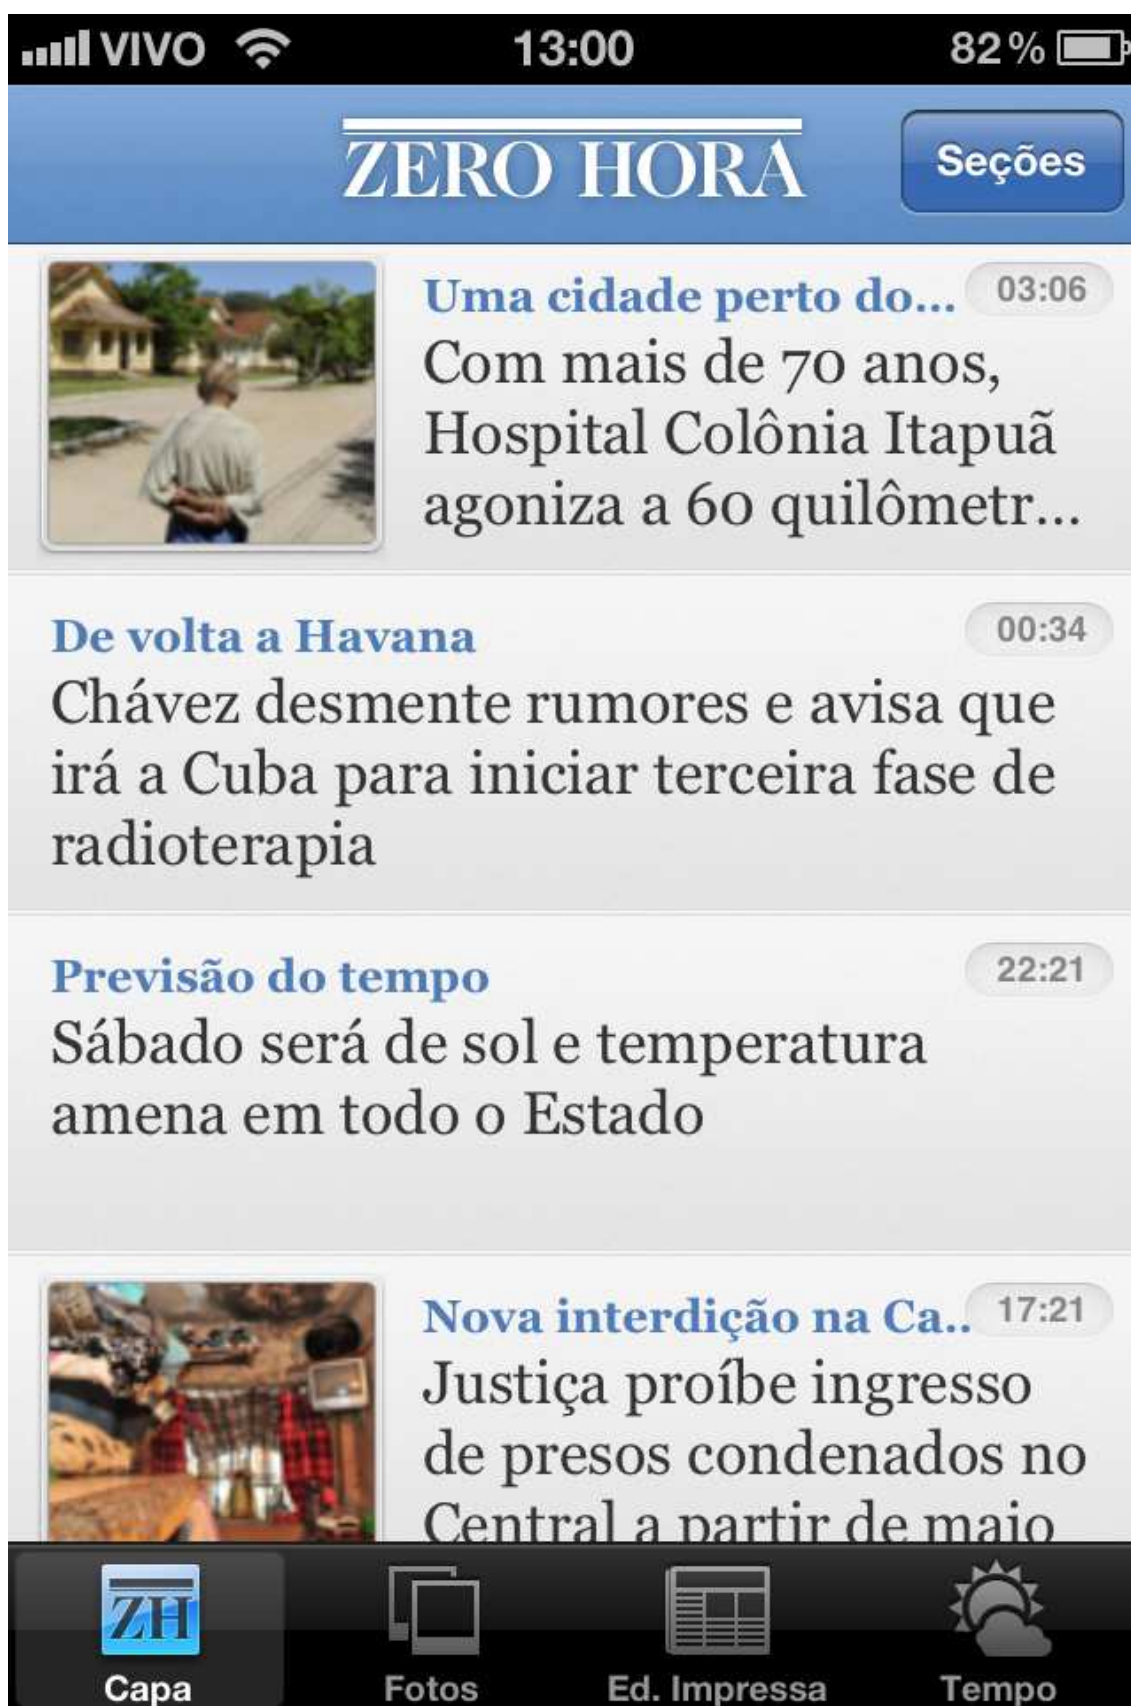 VIVO 13:00 82%
ZERO HORA
Seções
Uma cidade perto do... 03:06
Com mais de 70 anos,
Hospital Colônia Itapuã
agoniza a 60 quilômetr...
De volta a Havana 00:34
Chávez desmente rumores e avisa que
irá a Cuba para iniciar terceira fase de
radioterapia
Previsão do tempo 22:21
Sábado será de sol e temperatura
amena em todo o Estado
Nova interdição na Ca.. 17:21
Justiça proíbe ingresso
de presos condenados no
Central a partir de maio
ZH
Capa Fotos Ed. Impressa Tempo